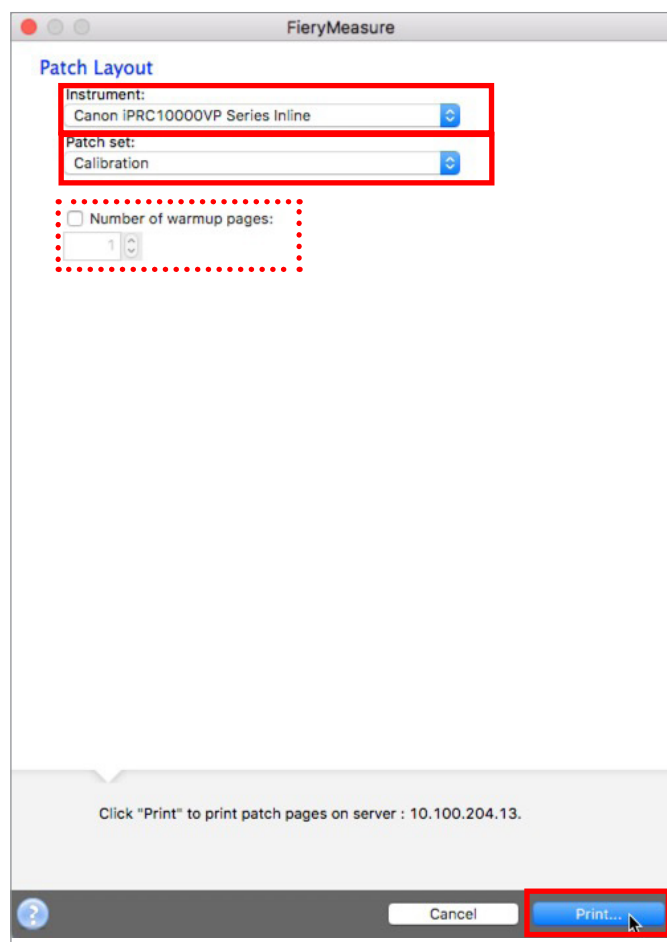 FieryMeasure
Patch Layout
Instrument:
Canon iPRC10000VP Series Inline
Patch set:
Calibration
Number of warmup pages:
1
Click "Print" to print patch pages on server : 10.100.204.13.
?
Cancel
Print...